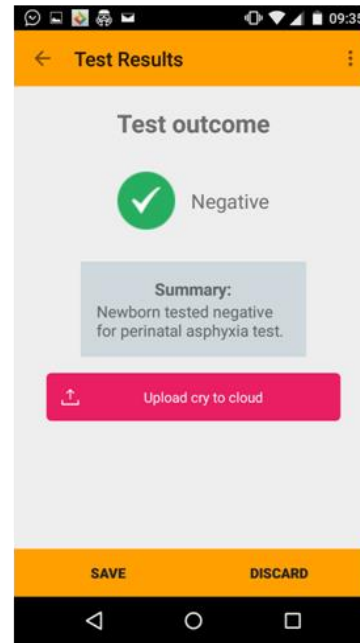 09:35
Test Results
Test outcome
Negative
Summary:
Newborn tested negative
for perinatal asphyxia test.
Upload cry to cloud
SAVE DISCARD